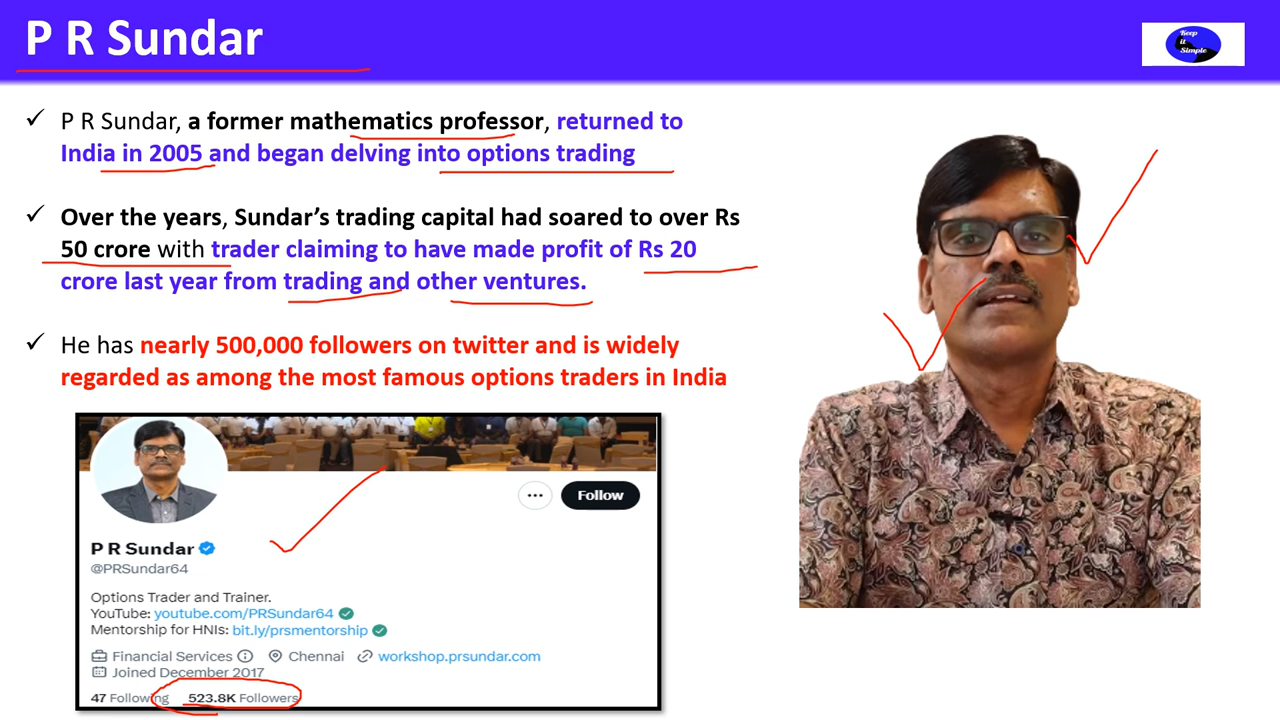 P R Sundar
Keep
it
Simple
✓ P R Sundar, a former mathematics professor, returned to
India in 2005 and began delving into options trading
✓ Over the years, Sundar’s trading capital had soared to over Rs
50 crore with trader claiming to have made profit of Rs 20
crore last year from trading and other ventures.
✓ He has nearly 500,000 followers on twitter and is widely
regarded as among the most famous options traders in India
Follow
P R Sundar
@PRSundar64
Options Trader and Trainer.
YouTube: youtube.com/PRSundar64
Mentorship for HNIs: bit.ly/prsmentorship
Financial Services Chennai workshop.prsundar.com
Joined December 2017
47 Following 523.8K Followers